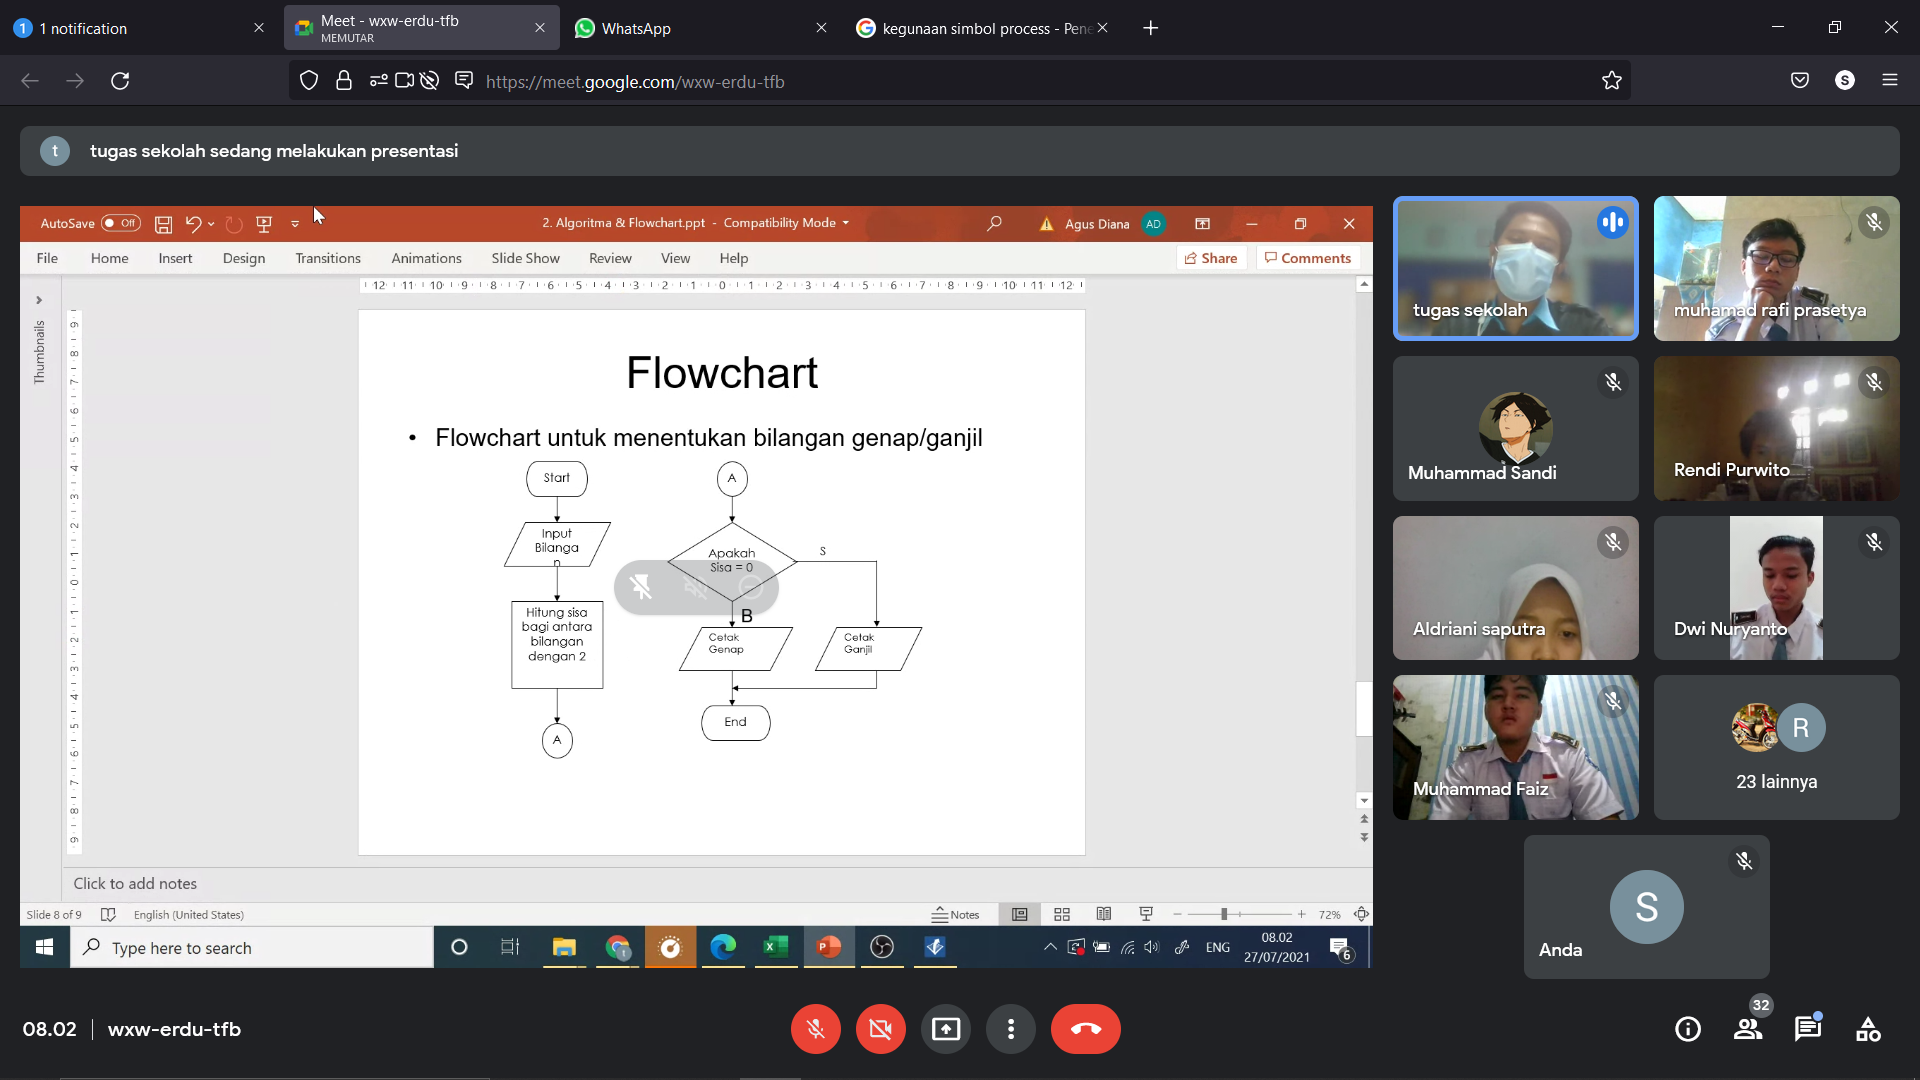 1 notification
Meet - wxw-erdu-tfb
MEMUTAR
WhatsApp
kegunaan simbol process - Pene
https://meet.google.com/wxw-erdu-tfb
S
t
tugas sekolah sedang melakukan presentasi
AutoSave Off
2. Algoritma & Flowchart.ppt - Compatibility Mode
Agus Diana AD
File Home Insert Design Transitions Animations Slide Show Review View Help
Share Comments
Thumbnails
Flowchart
• Flowchart untuk menentukan bilangan genap/ganjil
Start
Input
Bilanga
n
Hitung sisa
bagi antara
bilangan
dengan 2
A
A
Apakah
Sisa = 0
S
B
Cetak
Genap
Cetak
Ganjil
End
Click to add notes
Slide 8 of 9
English (United States)
Notes
72%
Type here to search
ENG
08.02
27/07/2021
6
tugas sekolah
muhamad rafi prasetya
Muhammad Sandi
Rendi Purwito
Aldriani saputra
Dwi Nuryanto
Muhammad Faiz
R
23 lainnya
S
Anda
08.02 wxw-erdu-tfb
32